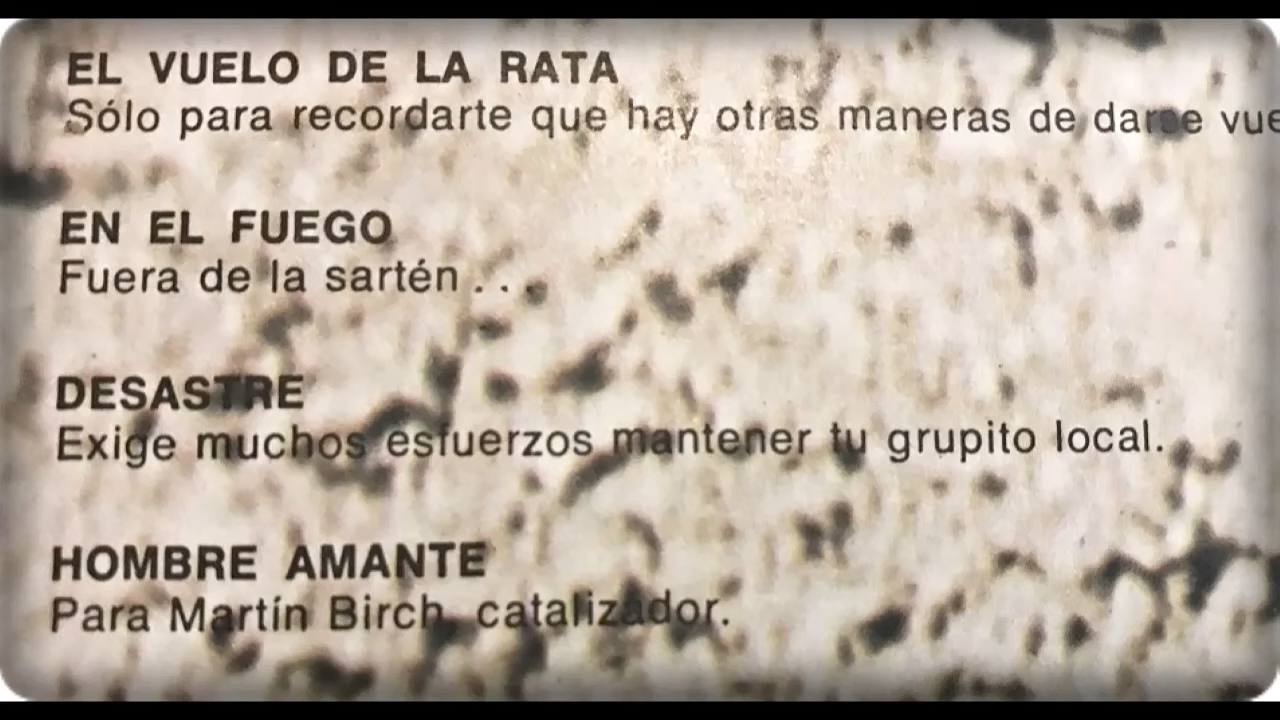 EL VUELO DE LA RATA
Sólo para recordarte que hay otras maneras de darse
EN EL FUEGO
Fuera de la sartén . . .
DESASTRE
Exige muchos esfuerzos mantener tu grupito local.
HOMBRE AMANTE
Para Martín Birch, catalizador.